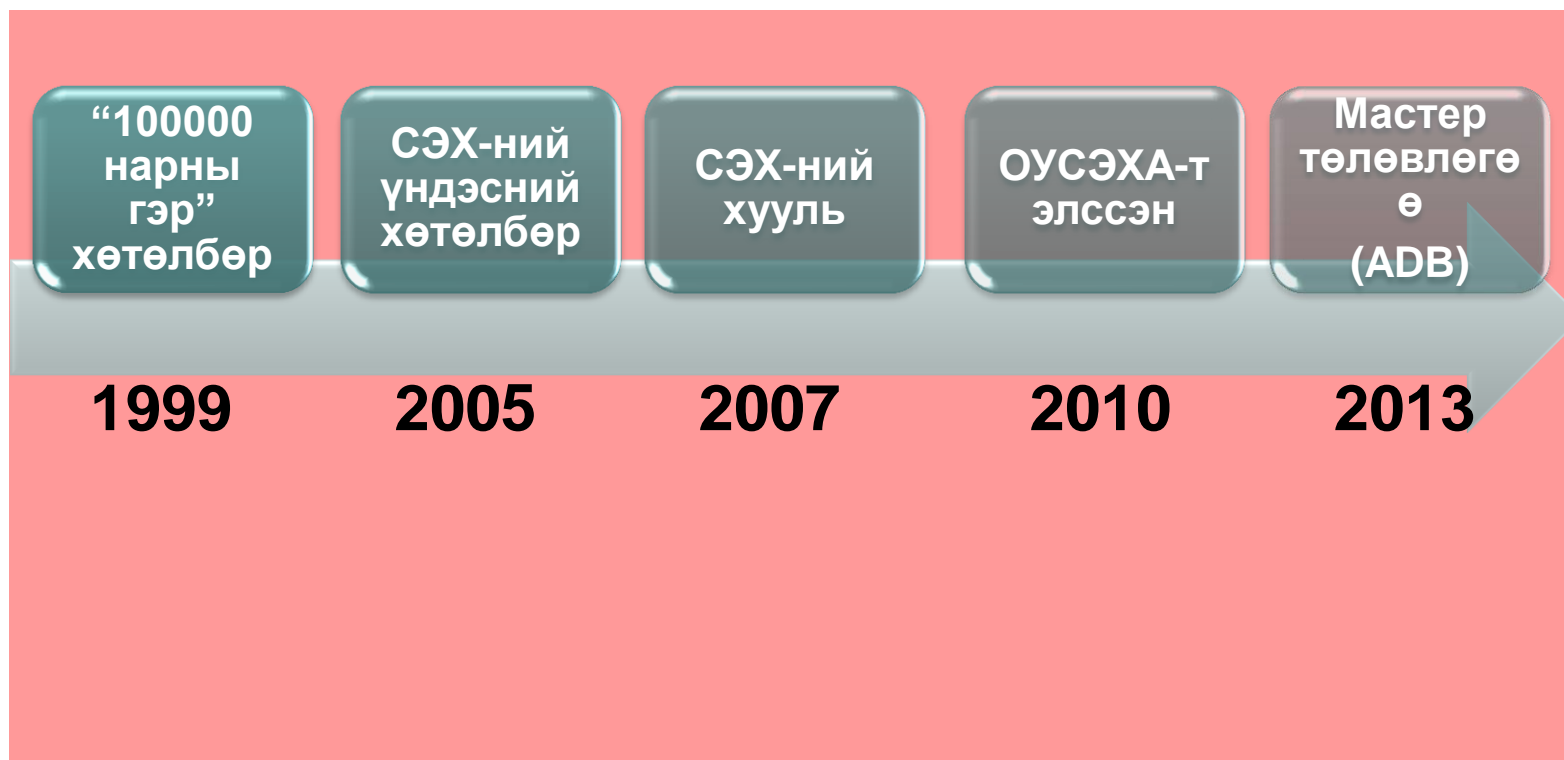 “100000
нарны
гэр”
хөтөлбөр
СЭХ-ний
үндэсний
хөтөлбөр
СЭХ-ний
хууль
ОУСЭХА-т
элссэн
Мастер
төлөвлөгө
ө
(ADB)
1999
2005
2007
2010
2013